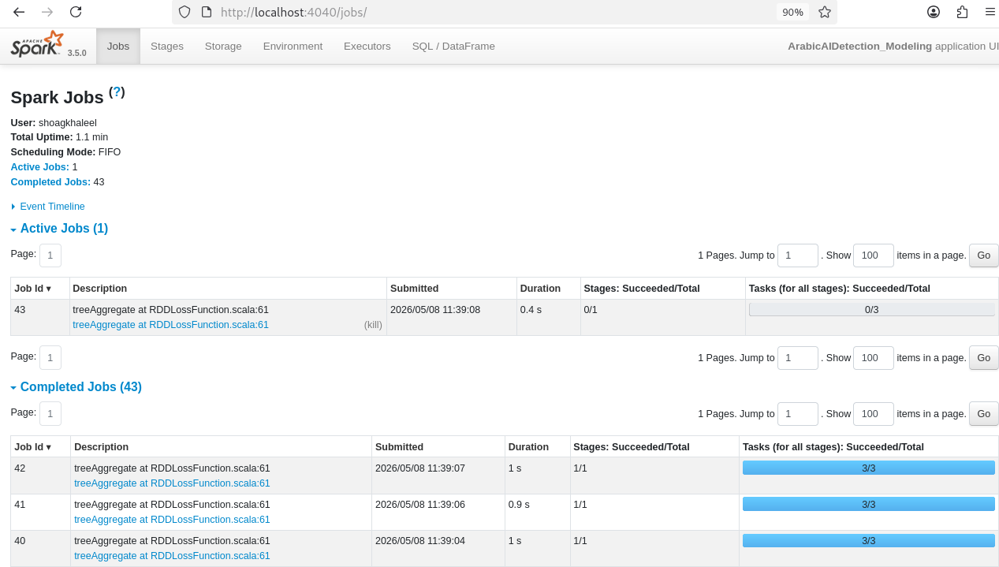 http://localhost:4040/jobs/
90%
APACHE Spark 3.5.0 Jobs Stages Storage Environment Executors SQL / DataFrame ArabicAIDetection_Modeling application UI
Spark Jobs (?)
User: shoagkhaleel
Total Uptime: 1.1 min
Scheduling Mode: FIFO
Active Jobs: 1
Completed Jobs: 43
Event Timeline
Active Jobs (1)
Page: 1 1 Pages. Jump to 1 . Show 100 items in a page. Go
Job Id ▾ Description Submitted Duration Stages: Succeeded/Total Tasks (for all stages): Succeeded/Total
43 treeAggregate at RDDLossFunction.scala:61 2026/05/08 11:39:08 0.4 s 0/1 0/3
treeAggregate at RDDLossFunction.scala:61 (kill)
Page: 1 1 Pages. Jump to 1 . Show 100 items in a page. Go
Completed Jobs (43)
Page: 1 1 Pages. Jump to 1 . Show 100 items in a page. Go
Job Id ▾ Description Submitted Duration Stages: Succeeded/Total Tasks (for all stages): Succeeded/Total
42 treeAggregate at RDDLossFunction.scala:61 2026/05/08 11:39:07 1 s 1/1 3/3
treeAggregate at RDDLossFunction.scala:61
41 treeAggregate at RDDLossFunction.scala:61 2026/05/08 11:39:06 0.9 s 1/1 3/3
treeAggregate at RDDLossFunction.scala:61
40 treeAggregate at RDDLossFunction.scala:61 2026/05/08 11:39:04 1 s 1/1 3/3
treeAggregate at RDDLossFunction.scala:61